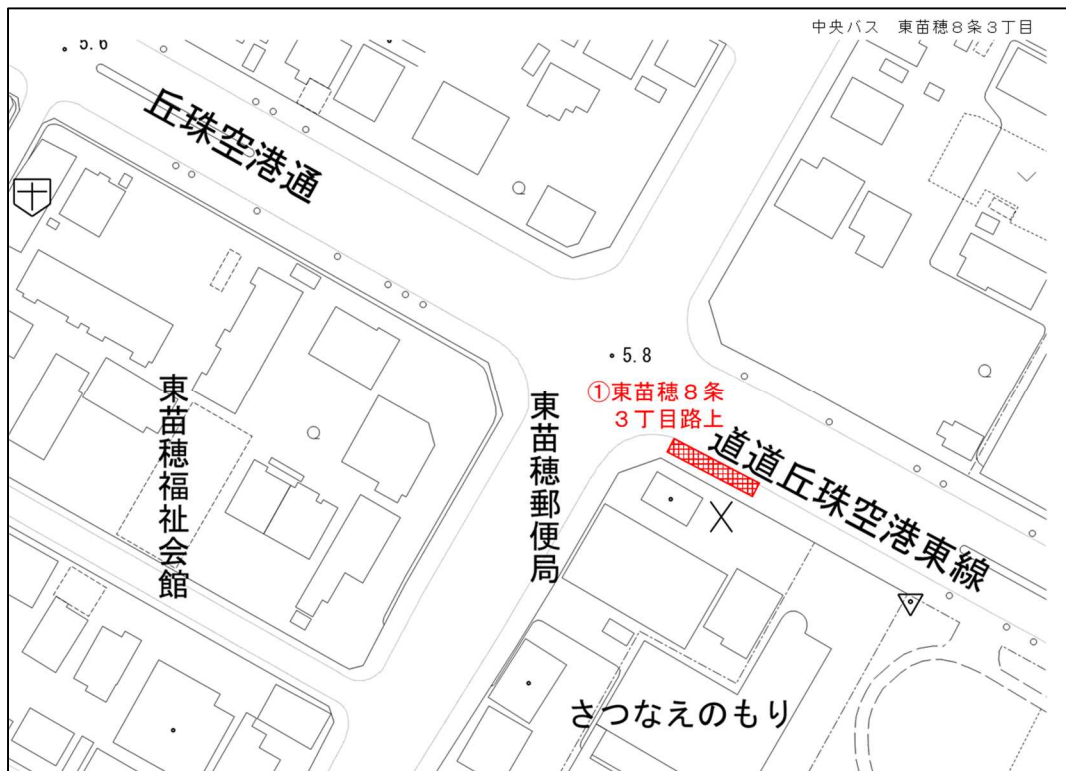 中央バス 東苗穂8条3丁目
5.6
丘珠空港通
5.8
①東苗穂8条
3丁目路上
道道丘珠空港東線
東苗穂福祉会館
東苗穂郵便局
さつなえのもり